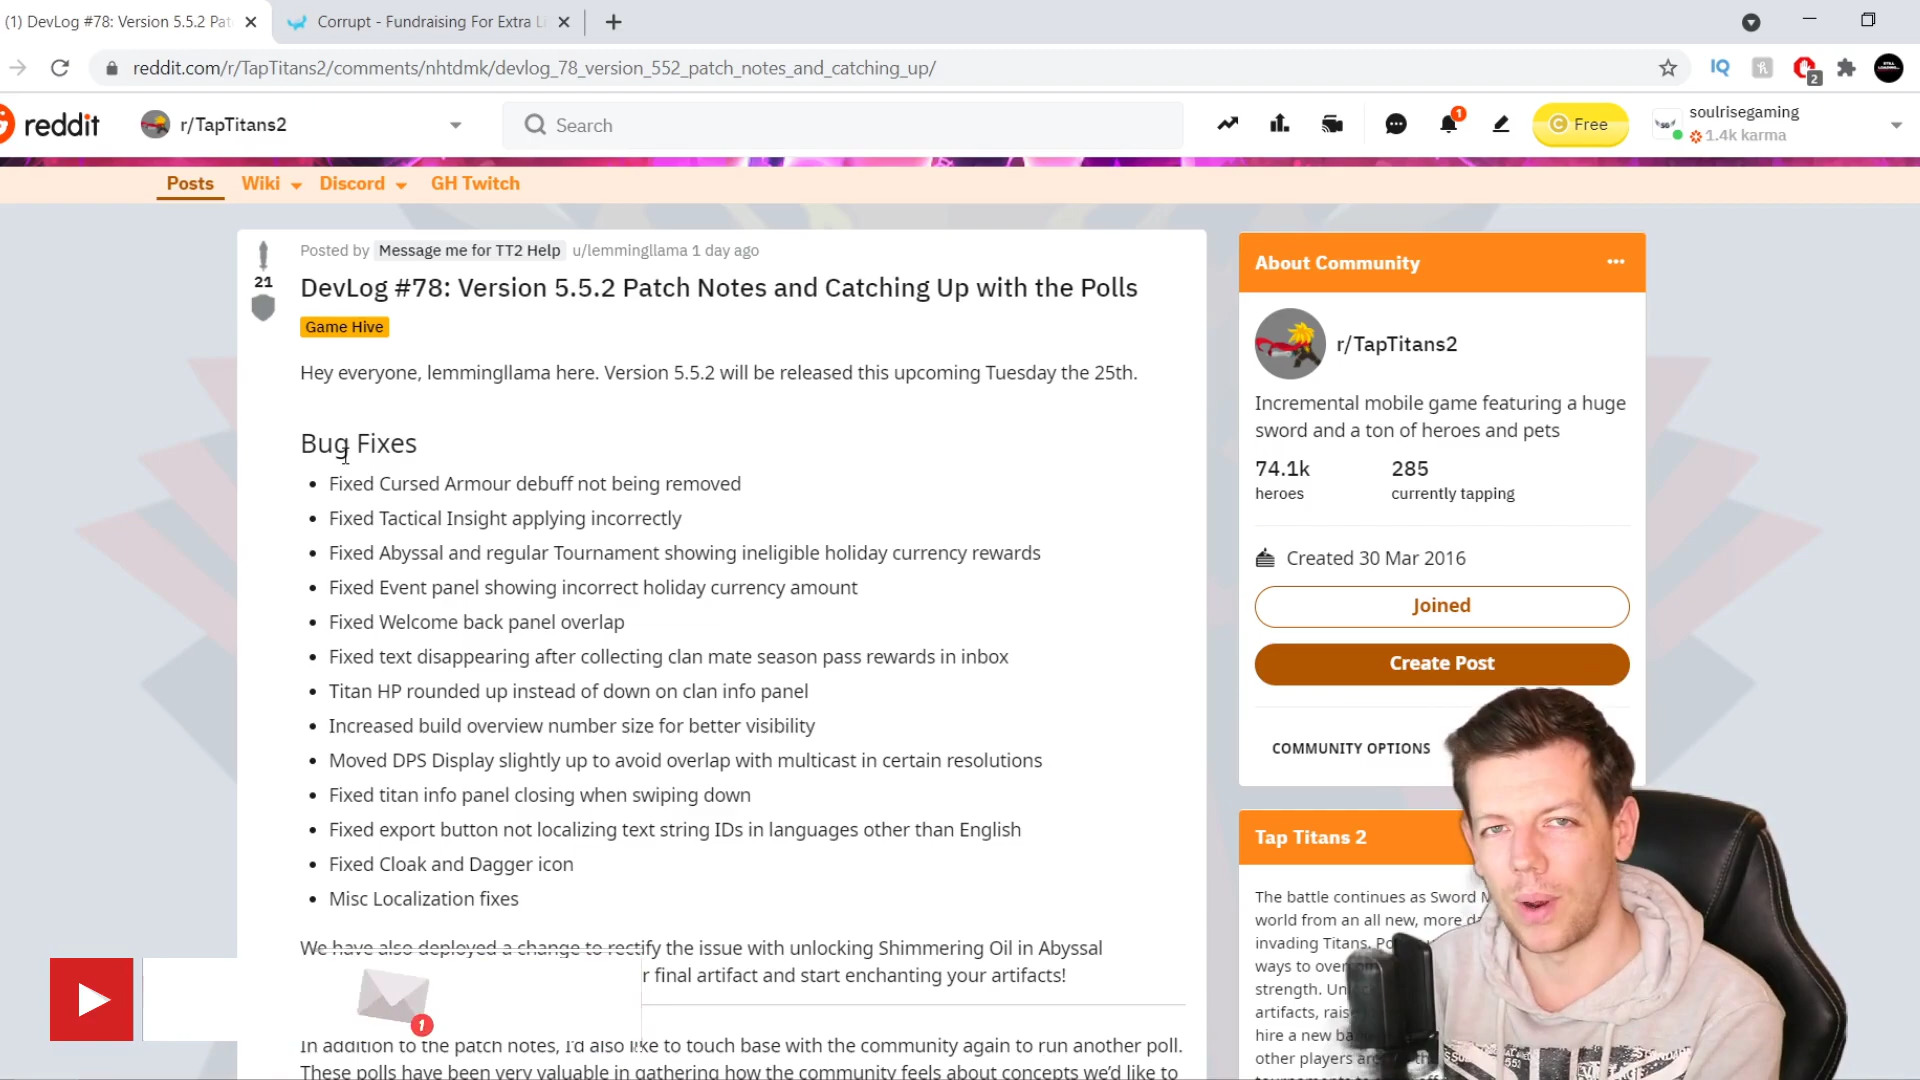 (1) DevLog #78: Version 5.5.2 Pat
Corrupt - Fundraising For Extra Li
reddit.com/r/TapTitans2/comments/nhtdmk/devlog_78_version_552_patch_notes_and_catching_up/
IQ
2
reddit
r/TapTitans2
Search
1
Free
soulrisegaming
1.4k karma
Posts
Wiki
Discord
GH Twitch
Posted by Message me for TT2 Help u/lemmingllama 1 day ago
21
DevLog #78: Version 5.5.2 Patch Notes and Catching Up with the Polls
Game Hive
Hey everyone, lemmingllama here. Version 5.5.2 will be released this upcoming Tuesday the 25th.
Bug Fixes
• Fixed Cursed Armour debuff not being removed
• Fixed Tactical Insight applying incorrectly
• Fixed Abyssal and regular Tournament showing ineligible holiday currency rewards
• Fixed Event panel showing incorrect holiday currency amount
• Fixed Welcome back panel overlap
• Fixed text disappearing after collecting clan mate season pass rewards in inbox
• Titan HP rounded up instead of down on clan info panel
• Increased build overview number size for better visibility
• Moved DPS Display slightly up to avoid overlap with multicast in certain resolutions
• Fixed titan info panel closing when swiping down
• Fixed export button not localizing text string IDs in languages other than English
• Fixed Cloak and Dagger icon
• Misc Localization fixes
We have also deployed a change to rectify the issue with unlocking Shimmering Oil in Abyssal
r final artifact and start enchanting your artifacts!
1
In addition to the patch notes, I'd also like to touch base with the community again to run another poll.
These polls have been very valuable in gathering how the community feels about concepts we'd like to
About Community
r/TapTitans2
Incremental mobile game featuring a huge
sword and a ton of heroes and pets
74.1k
285
heroes
currently tapping
Created 30 Mar 2016
Joined
Create Post
COMMUNITY OPTIONS
Tap Titans 2
The battle continues as Sword M
world from an all new, more da
invading Titans. Po
ways to overcom
strength. Un
artifacts, rais
hire a new ba
other players ar